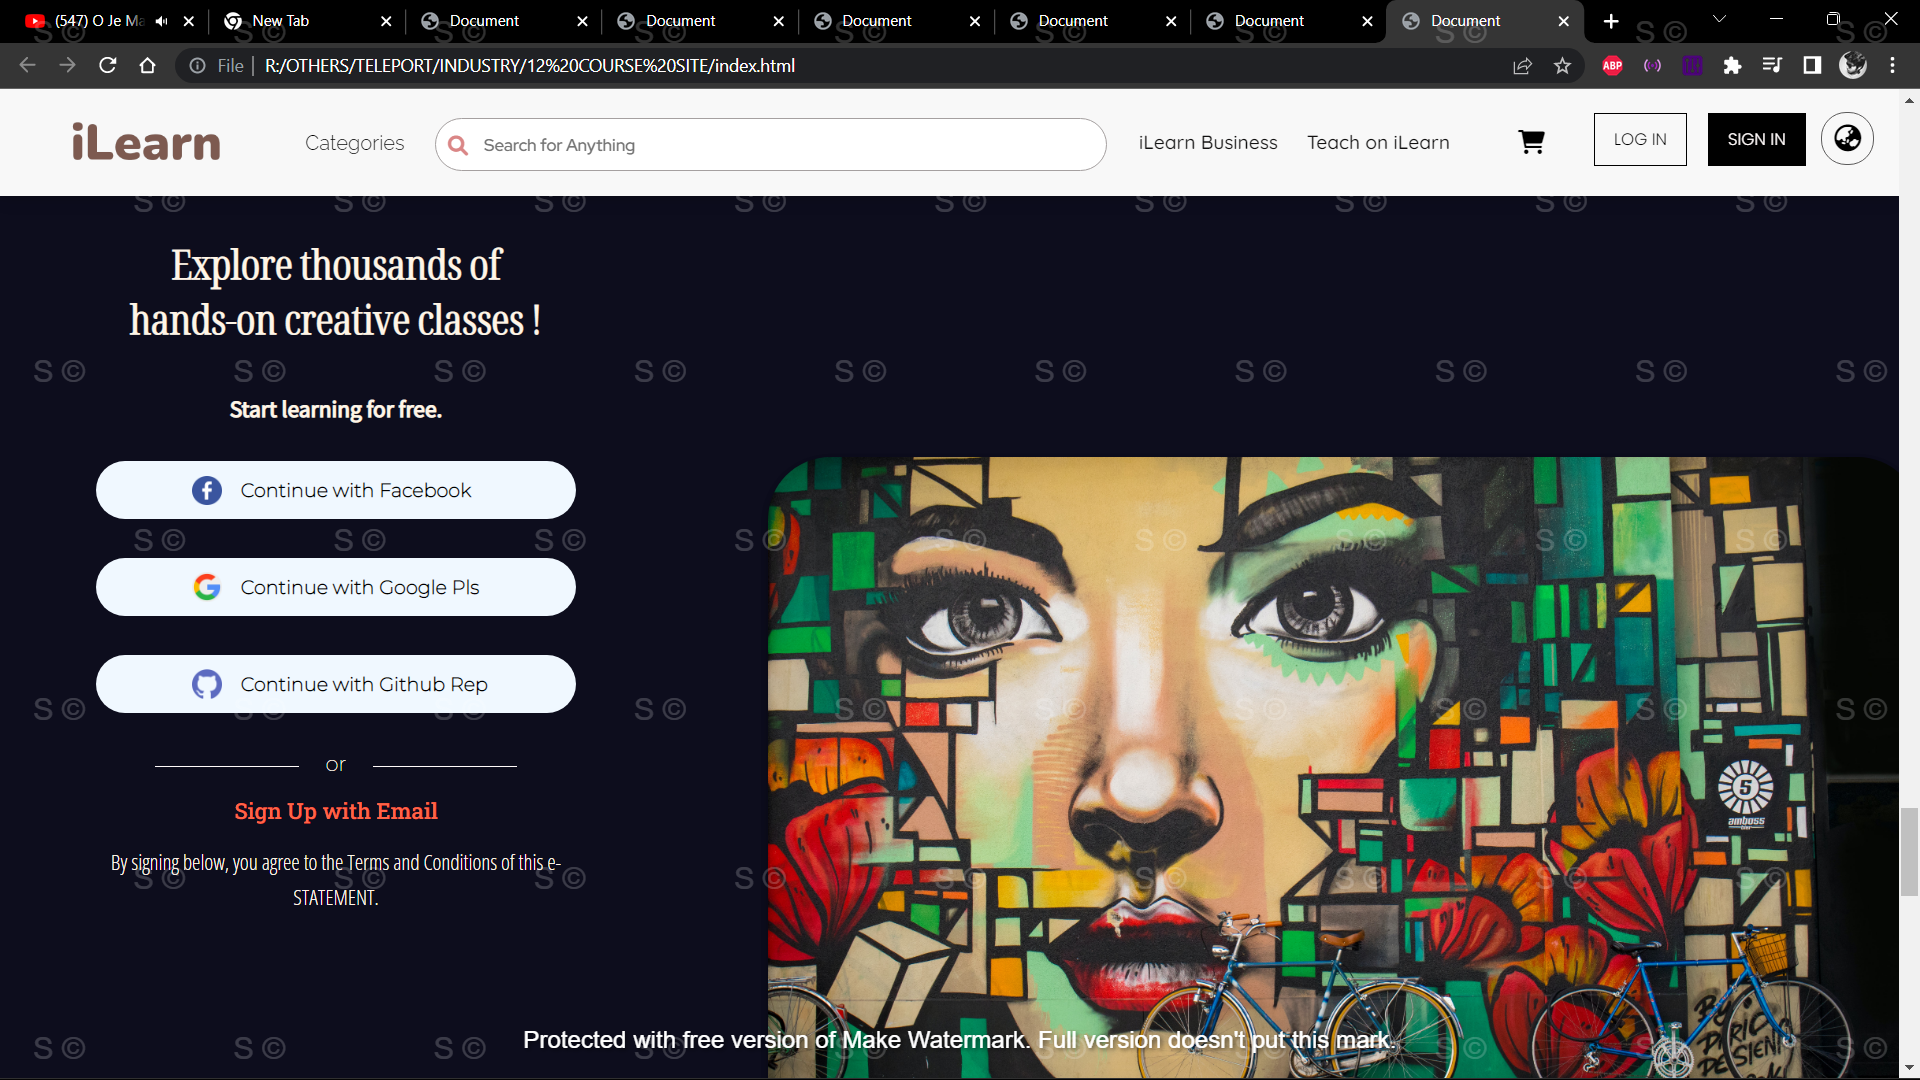 (547) O Je Ma
New Tab
Document
Document
Document
Document
Document
Document
File
R:/OTHERS/TELEPORT/INDUSTRY/12%20COURSE%20SITE/index.html
ABP
iLearn
Categories
Search for Anything
iLearn Business
Teach on iLearn
LOG IN
SIGN IN
Explore thousands of
hands-on creative classes !
Start learning for free.
Continue with Facebook
Continue with Google Pls
Continue with Github Rep
or
Sign Up with Email
By signing below, you agree to the Terms and Conditions of this e-
STATEMENT.
5
amboss
S ©
Protected with free version of Make Watermark. Full version doesn't put this mark.